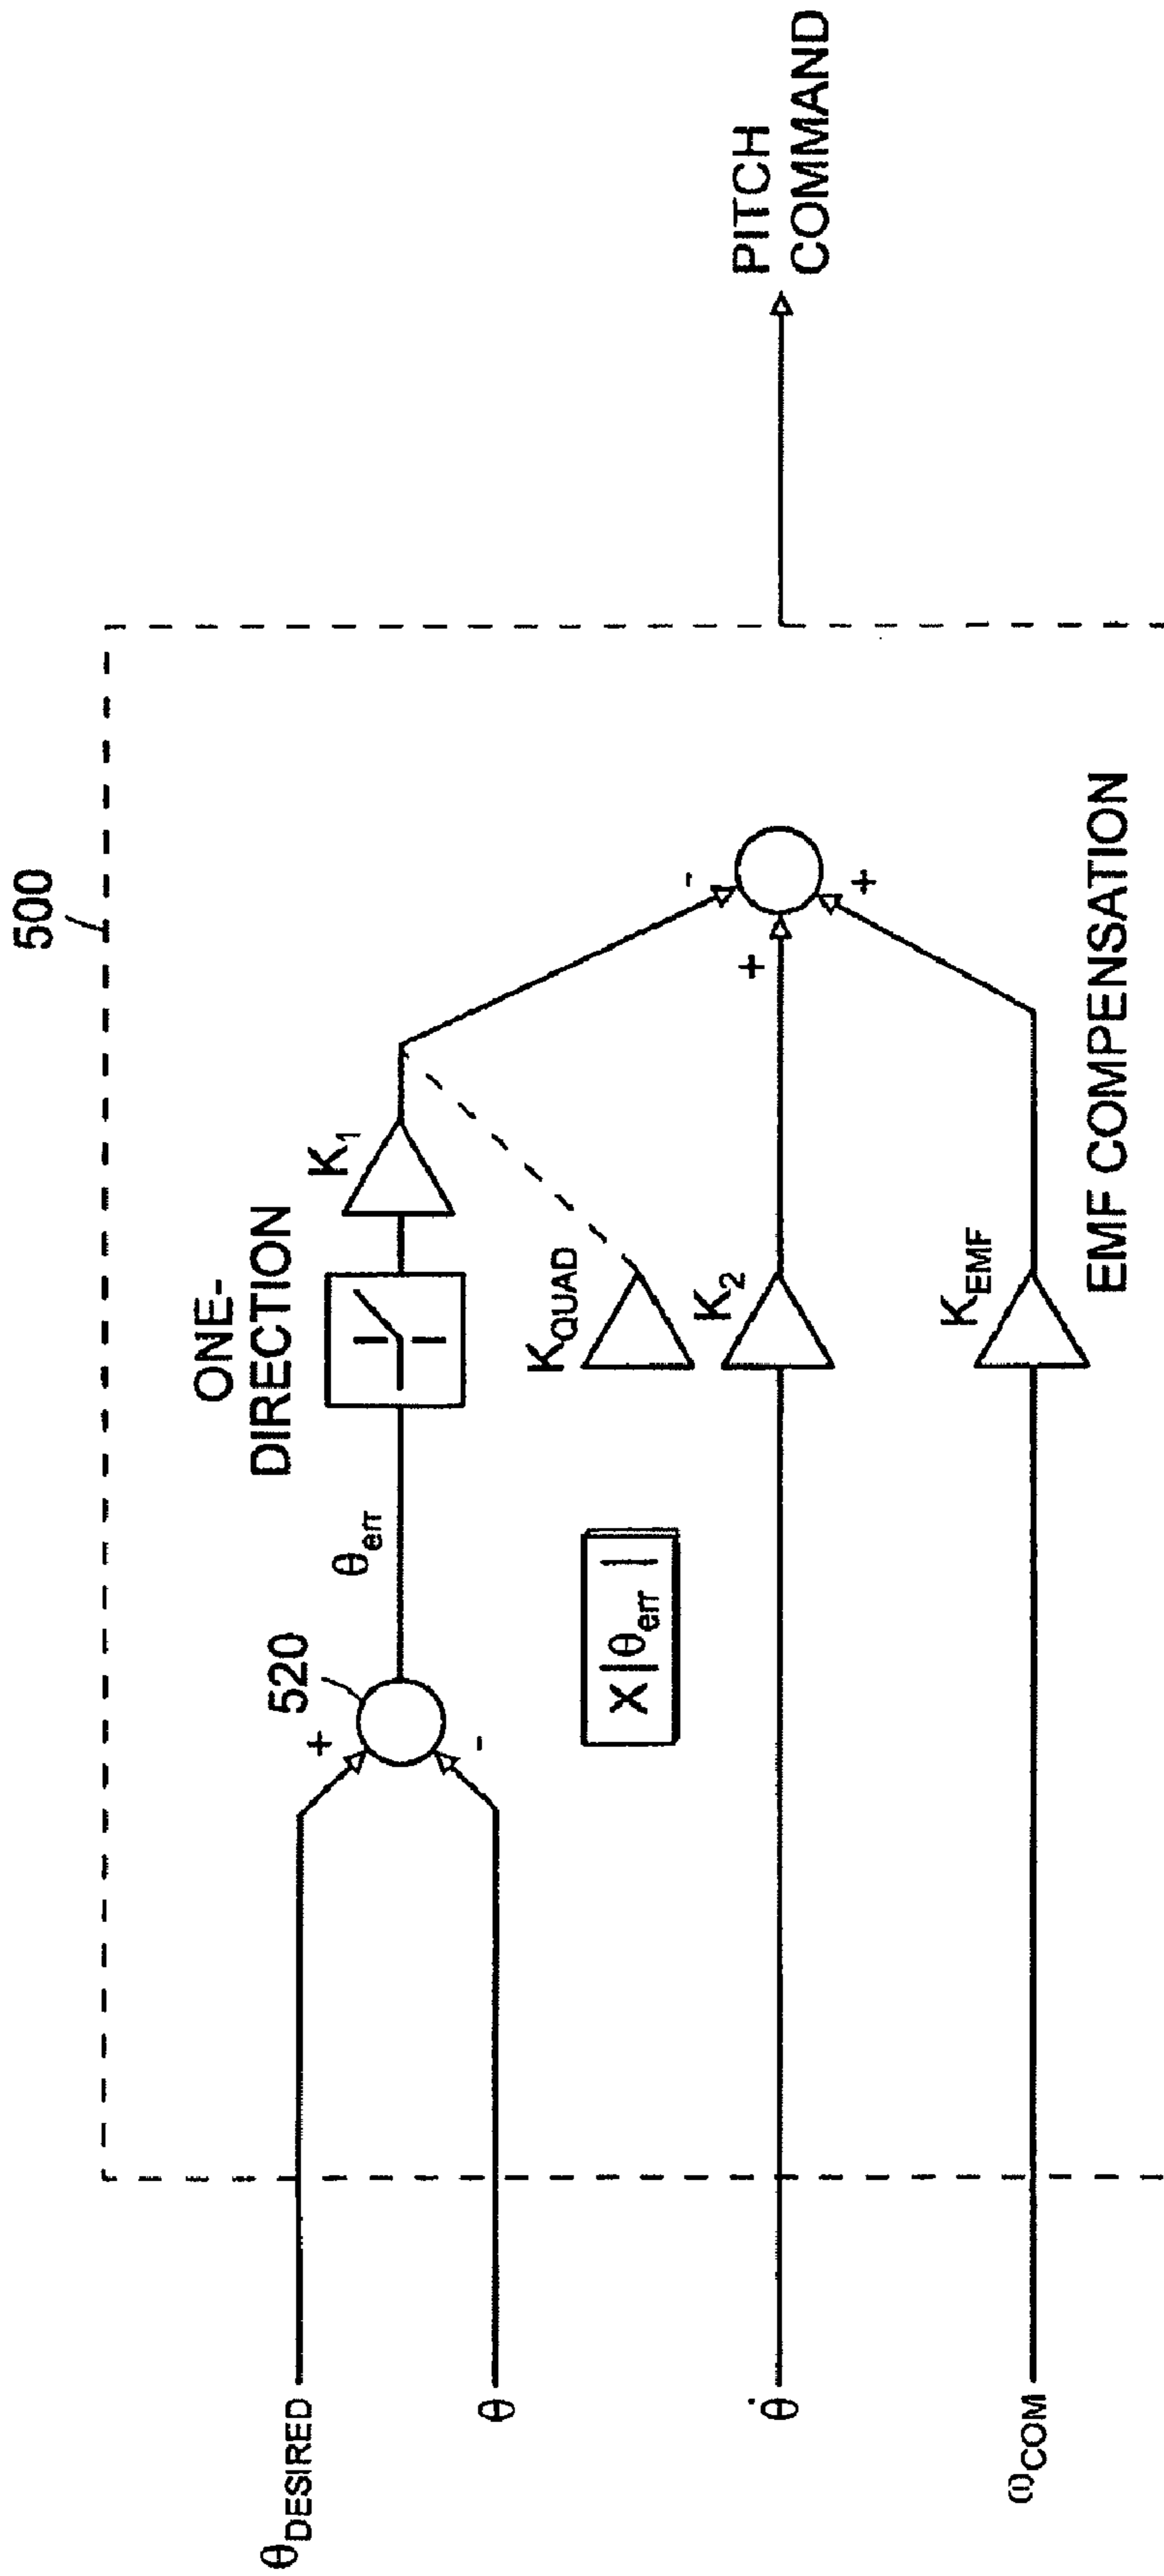 500
ONE-
DIRECTION
520
+
-
θerr
K1
-
θDESIRED
θ
X|θerr|
KQUAD
K2
+
θ̇
PITCH
COMMAND
KEMF
+
ωCOM
EMF COMPENSATION